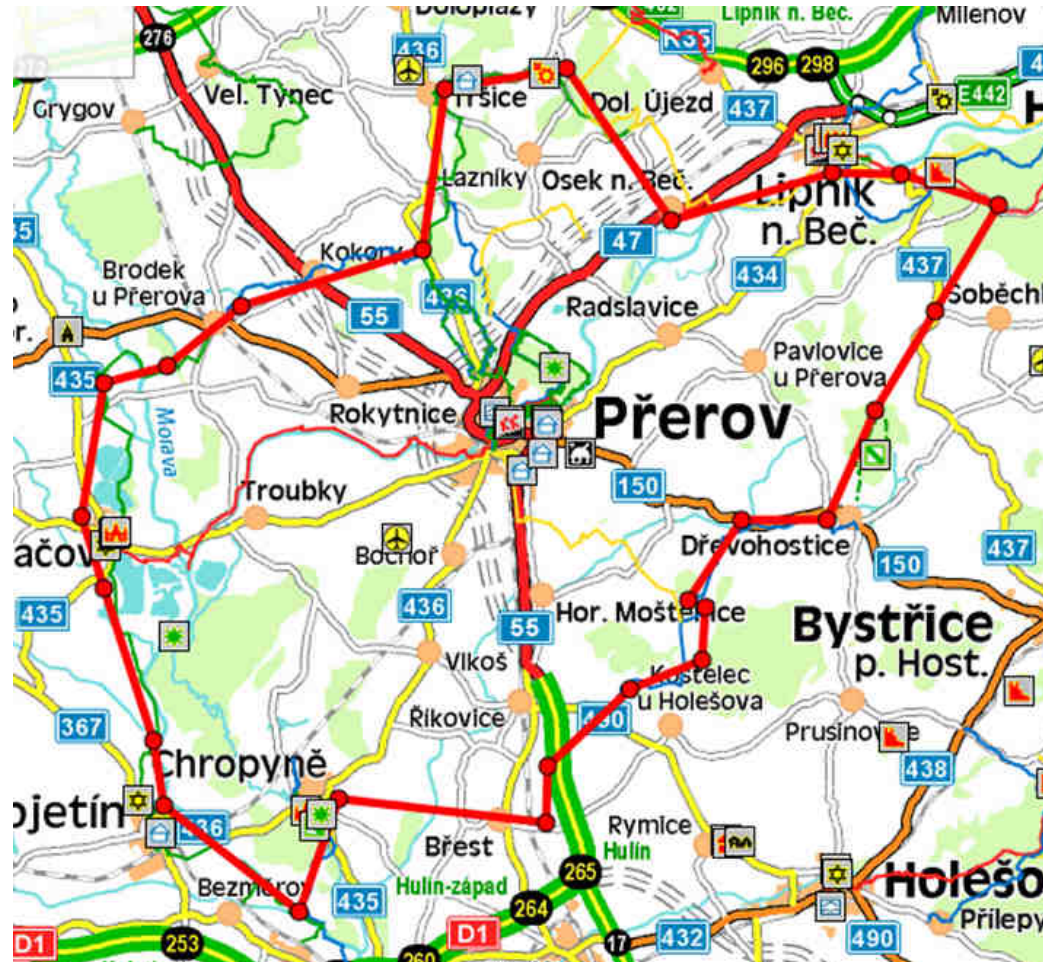 Doloplazy
Lipník n. Beč.
Milenov
276
436
R35
296
298
Vel. Týnec
Grygov
Tršice
Dol. Újezd
437
E442
Lazníky
Osek n. Beč.
Lipník
n. Beč.
47
Kokory
434
437
Brodek
u Přerova
55
436
Radslavice
Soběchl
Pavlovice
u Přerova
435
Morava
Rokytnice
Přerov
Troubky
150
Dřevohostice
437
Bochoř
150
435
436
55
Hor. Moštěnice
Bystřice
p. Host.
Vlkoš
Kostelec
u Holešova
367
Říkovice
490
Prusinovice
438
Chropyně
ojetín
436
Břest
Rymice
Hulín
265
Bezměrov
435
Hulín-západ
264
Holešo
Přílepy
D1
253
D1
17
432
490